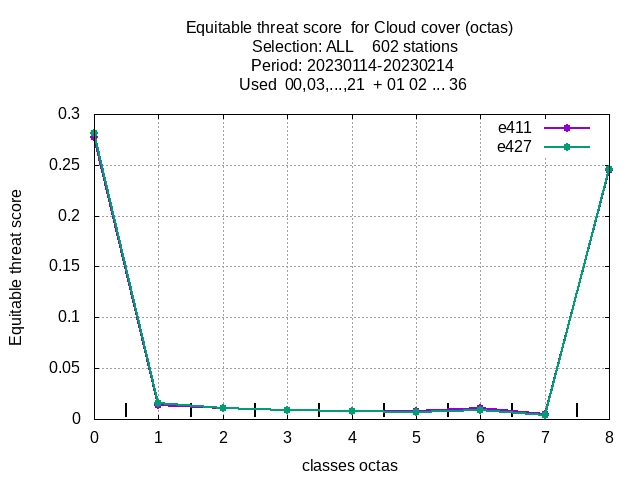 Equitable threat score  for Cloud cover (octas)
Selection: ALL    602 stations
Period: 20230114-20230214
Used  00,03,...,21  + 01 02 ... 36
e411
e427
0.3
0.25
0.2
0.15
0.1
0.05
0
Equitable threat score
0 1 2 3 4 5 6 7 8
classes octas